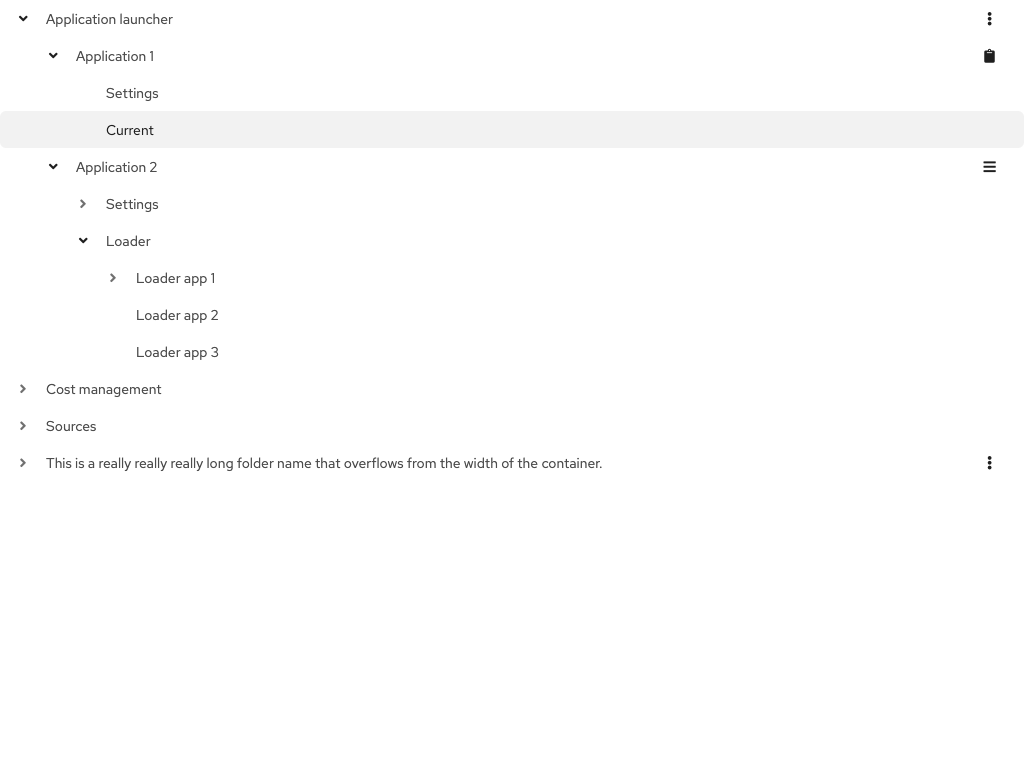 Application launcher
Application 1
Settings
Current
Application 2
Settings
Loader
Loader app 1
Loader app 2
Loader app 3
Cost management
Sources
This is a really really really long folder name that overflows from the width of the container.